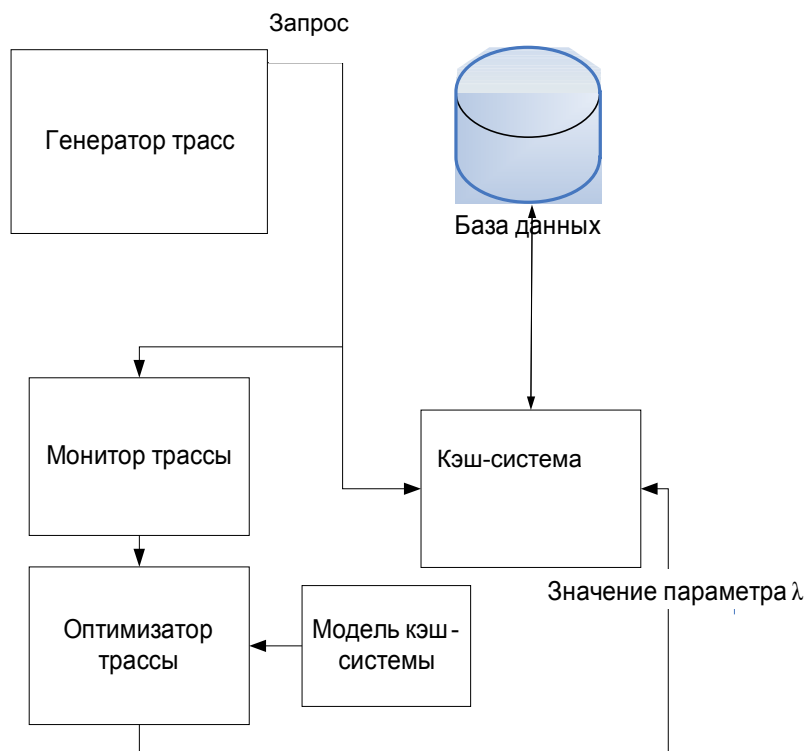 Запрос
Генератор трасс
База данных
Монитор трассы
Кэш-система
Значение параметра λ
Оптимизатор
трассы
Модель кэш-
системы